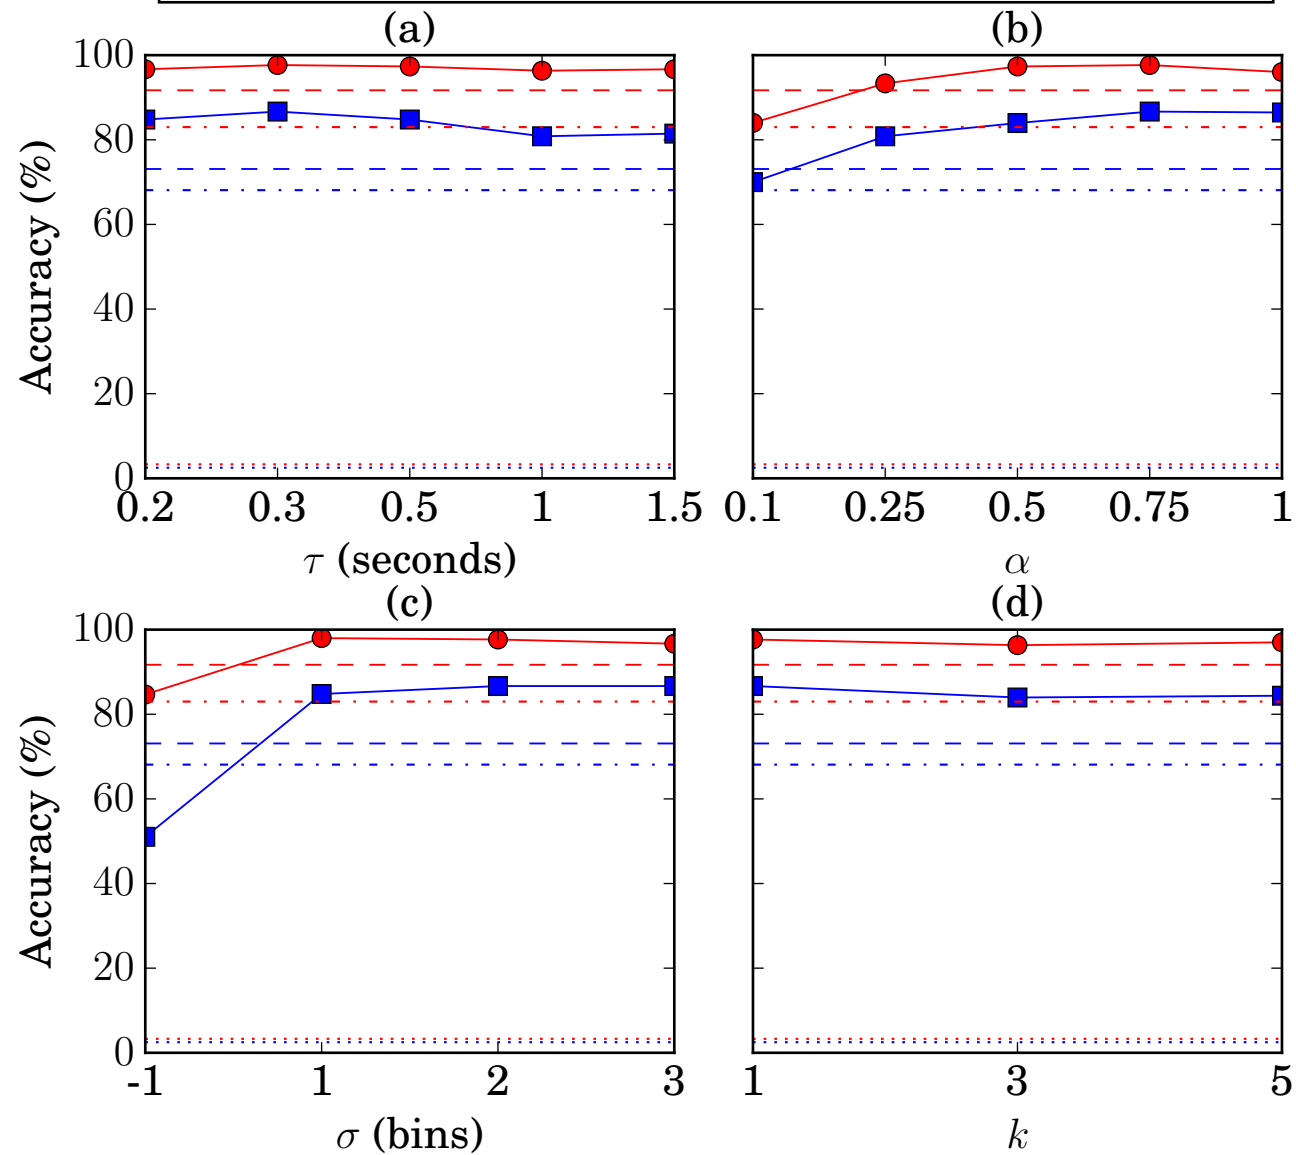 (a) (b)
100
80
60
40
20
0
Accuracy (%)
0.2 0.3 0.5 1 1.5 0.1 0.25 0.5 0.75 1
τ (seconds) α
(c) (d)
100
80
60
40
20
0
Accuracy (%)
-1 1 2 3 1 3 5
σ (bins) k